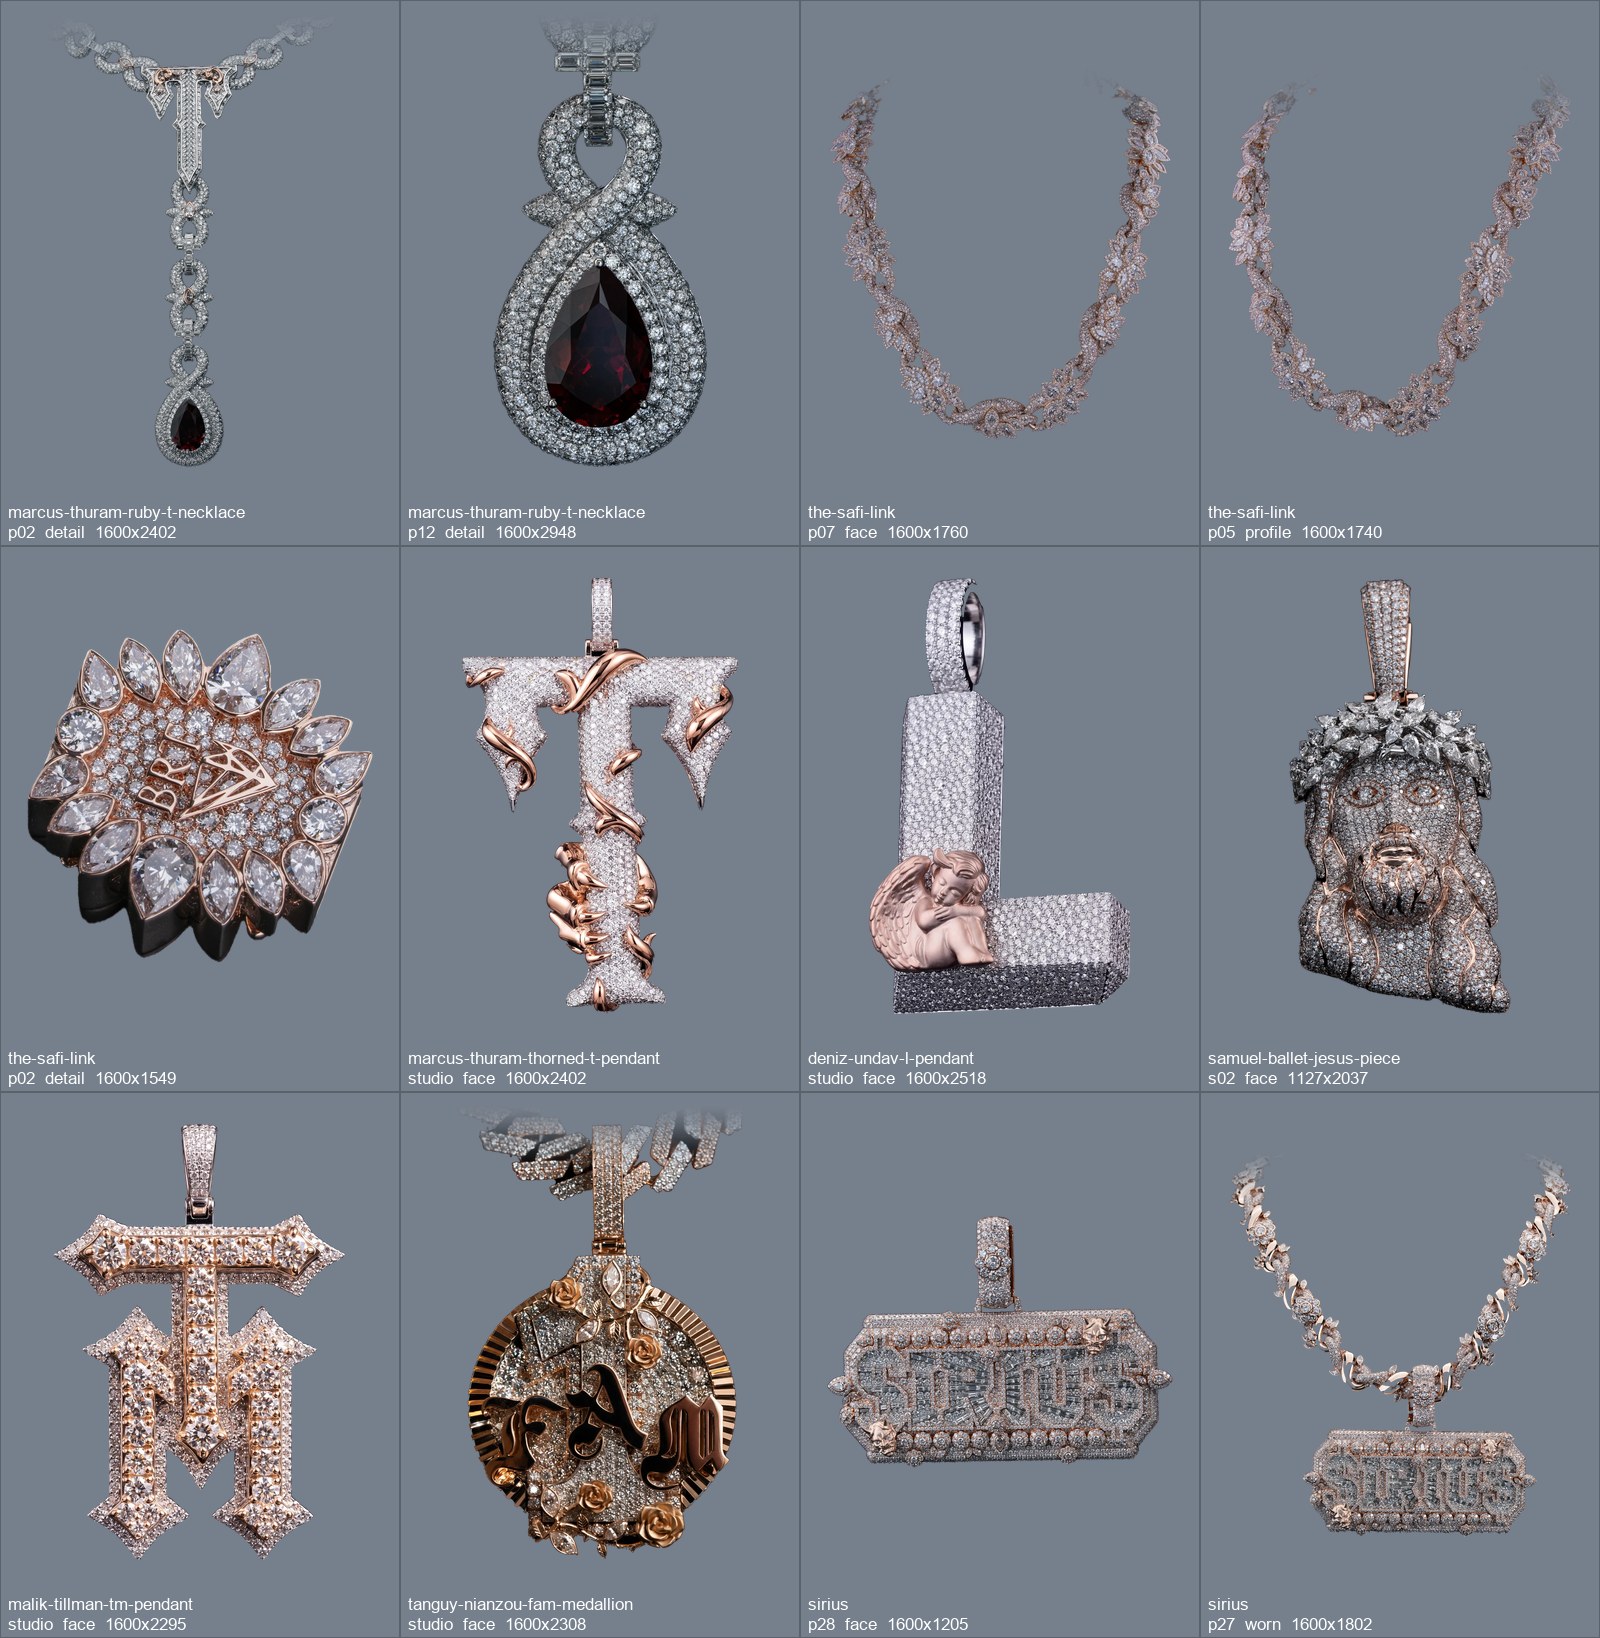 marcus-thuram-ruby-t-necklace
p02 detail 1600x2402
marcus-thuram-ruby-t-necklace
p12 detail 1600x2948
the-safi-link
p07 face 1600x1760
the-safi-link
p05 profile 1600x1740
BRL
the-safi-link
p02 detail 1600x1549
T
marcus-thuram-thorned-t-pendant
studio face 1600x2402
L
deniz-undav-l-pendant
studio face 1600x2518
samuel-ballet-jesus-piece
s02 face 1127x2037
TM
malik-tillman-tm-pendant
studio face 1600x2295
FAM
tanguy-nianzou-fam-medallion
studio face 1600x2308
SIRIUS
sirius
p28 face 1600x1205
SIRIUS
sirius
p27 worn 1600x1802